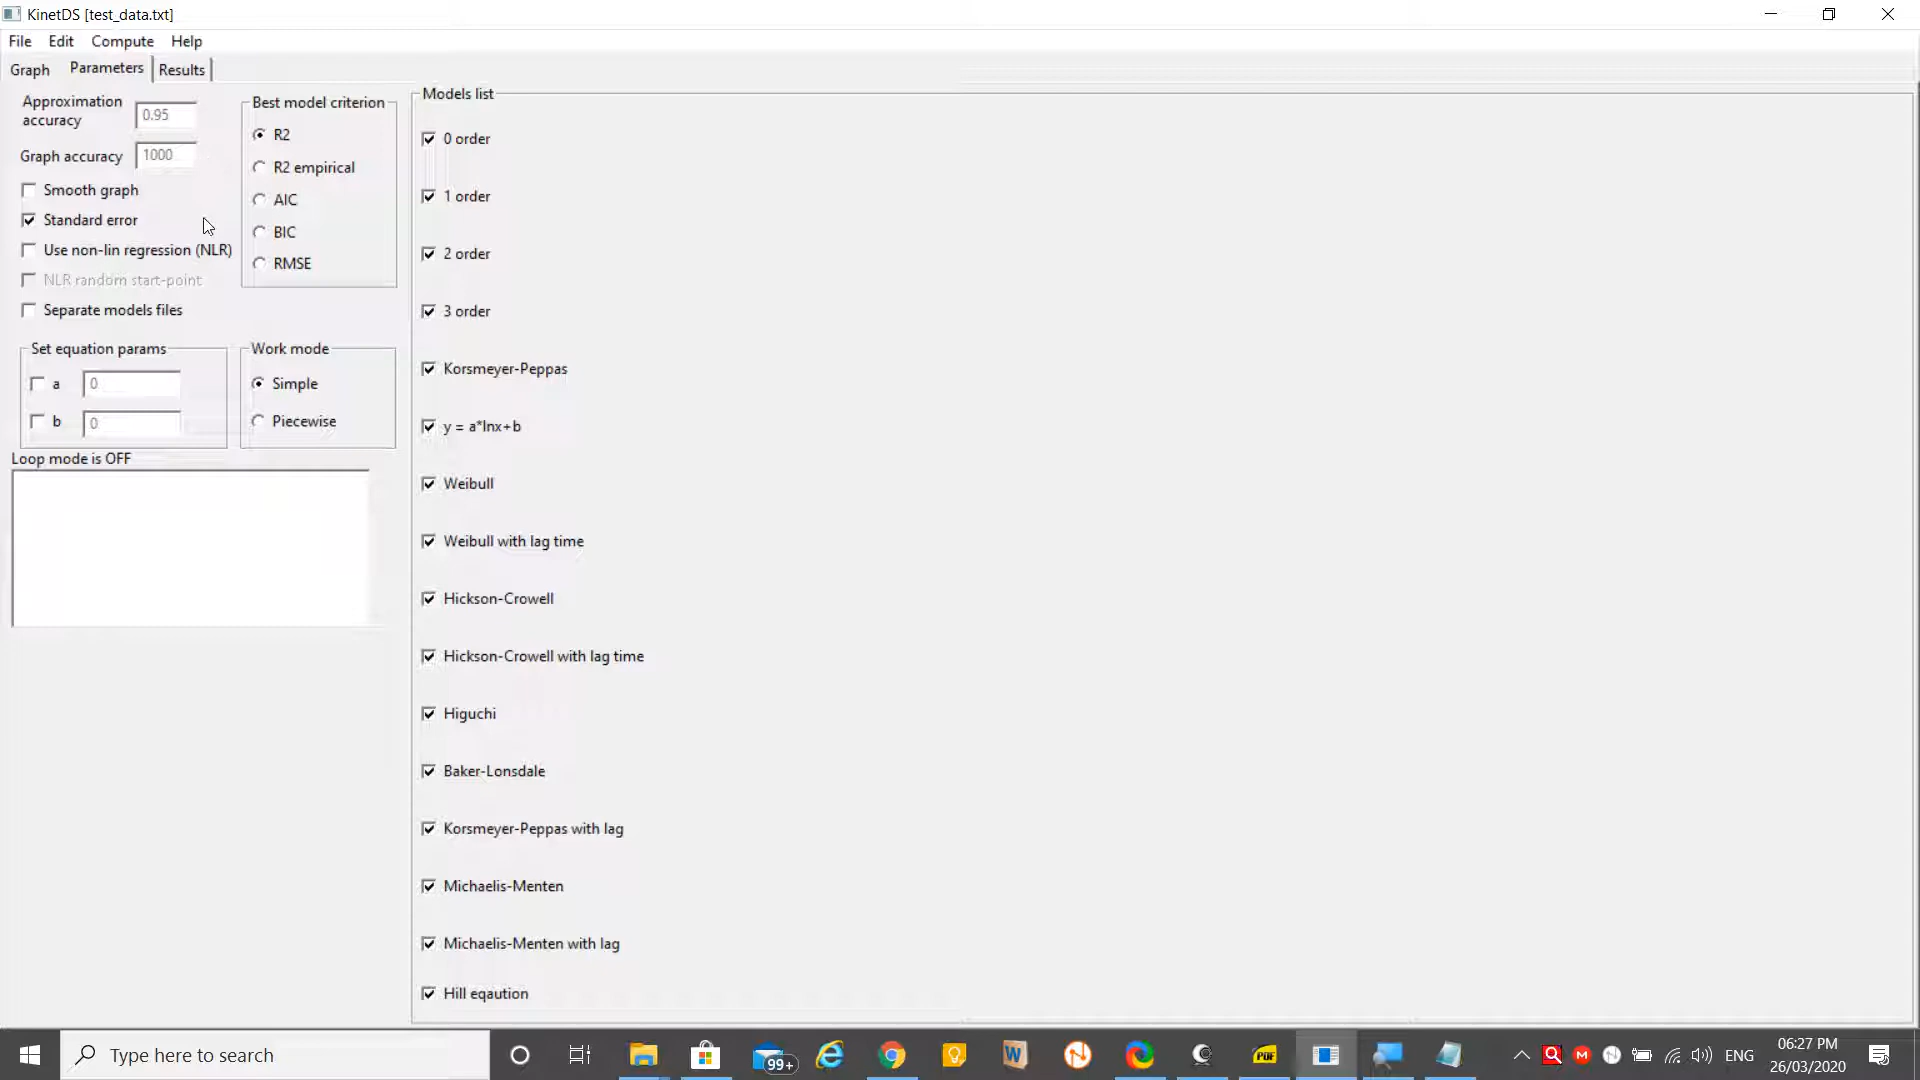 KinetDS [test_data.txt]
File Edit Compute Help
Graph Parameters Results
Approximation accuracy 0.95
Graph accuracy 1000
Smooth graph
Standard error
Use non-lin regression (NLR)
NLR random start-point
Separate models files
Best model criterion
R2
R2 empirical
AIC
BIC
RMSE
Set equation params
a 0
b 0
Work mode
Simple
Piecewise
Loop mode is OFF
Models list
0 order
1 order
2 order
3 order
Korsmeyer-Peppas
y = a*lnx+b
Weibull
Weibull with lag time
Hickson-Crowell
Hickson-Crowell with lag time
Higuchi
Baker-Lonsdale
Korsmeyer-Peppas with lag
Michaelis-Menten
Michaelis-Menten with lag
Hill eqaution
Type here to search
99+
W
PDF
M
ENG
06:27 PM
26/03/2020